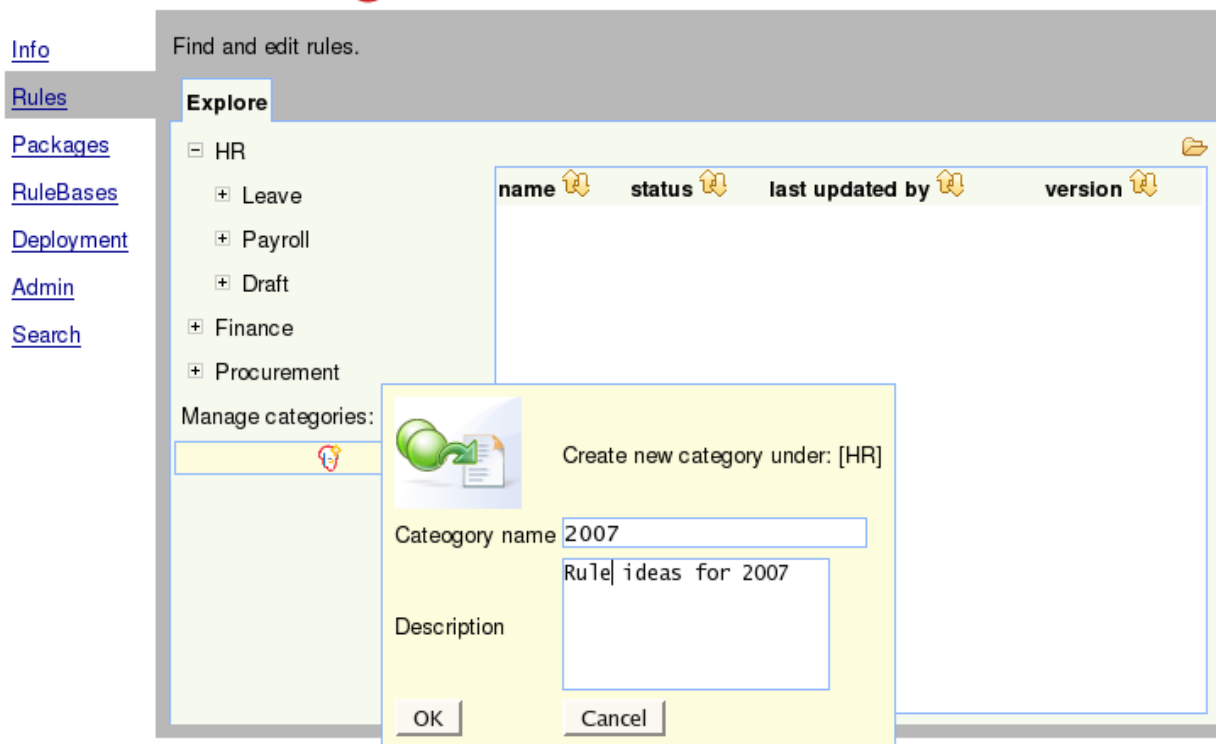 Info
Rules
Packages
RuleBases
Deployment
Admin
Search
Find and edit rules.
Explore
HR
Leave
Payroll
Draft
Finance
Procurement
Manage categories:
name status last updated by version
Create new category under: [HR]
Cateogory name 2007
Description Rule ideas for 2007
OK Cancel